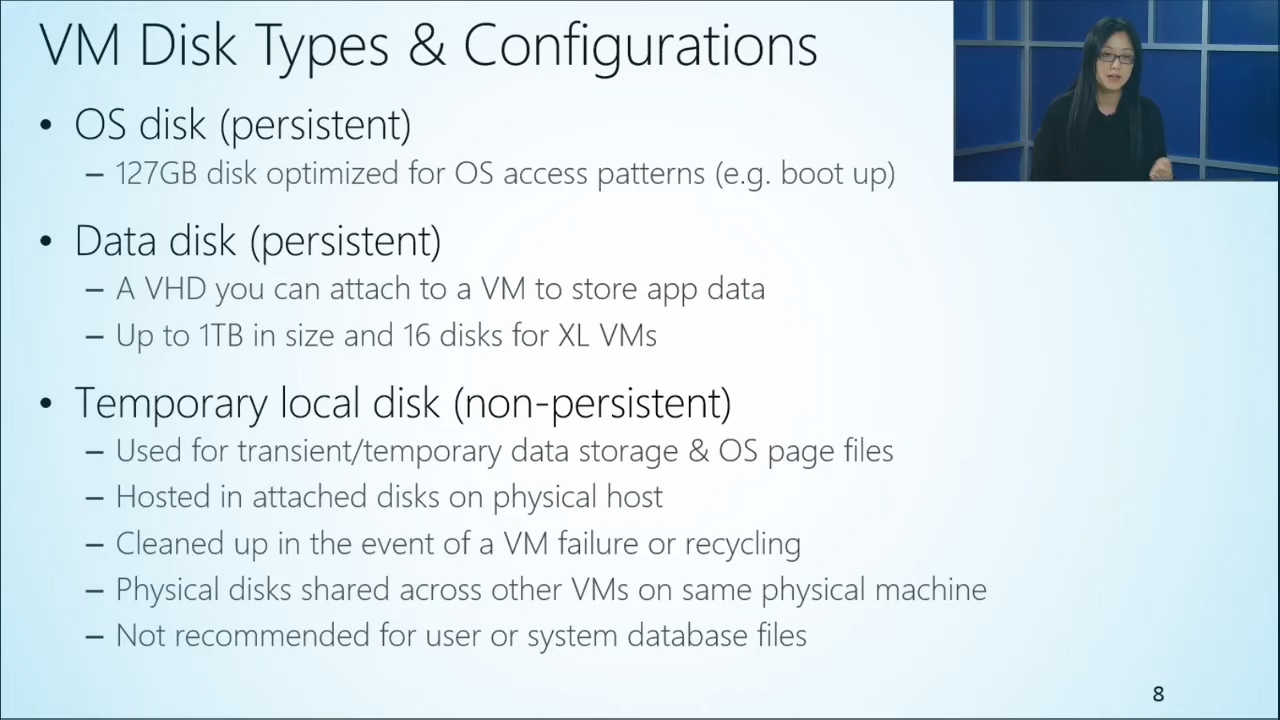 VM Disk Types & Configurations
• OS disk (persistent)
– 127GB disk optimized for OS access patterns (e.g. boot up)
• Data disk (persistent)
– A VHD you can attach to a VM to store app data
– Up to 1TB in size and 16 disks for XL VMs
• Temporary local disk (non-persistent)
– Used for transient/temporary data storage & OS page files
– Hosted in attached disks on physical host
– Cleaned up in the event of a VM failure or recycling
– Physical disks shared across other VMs on same physical machine
– Not recommended for user or system database files
8